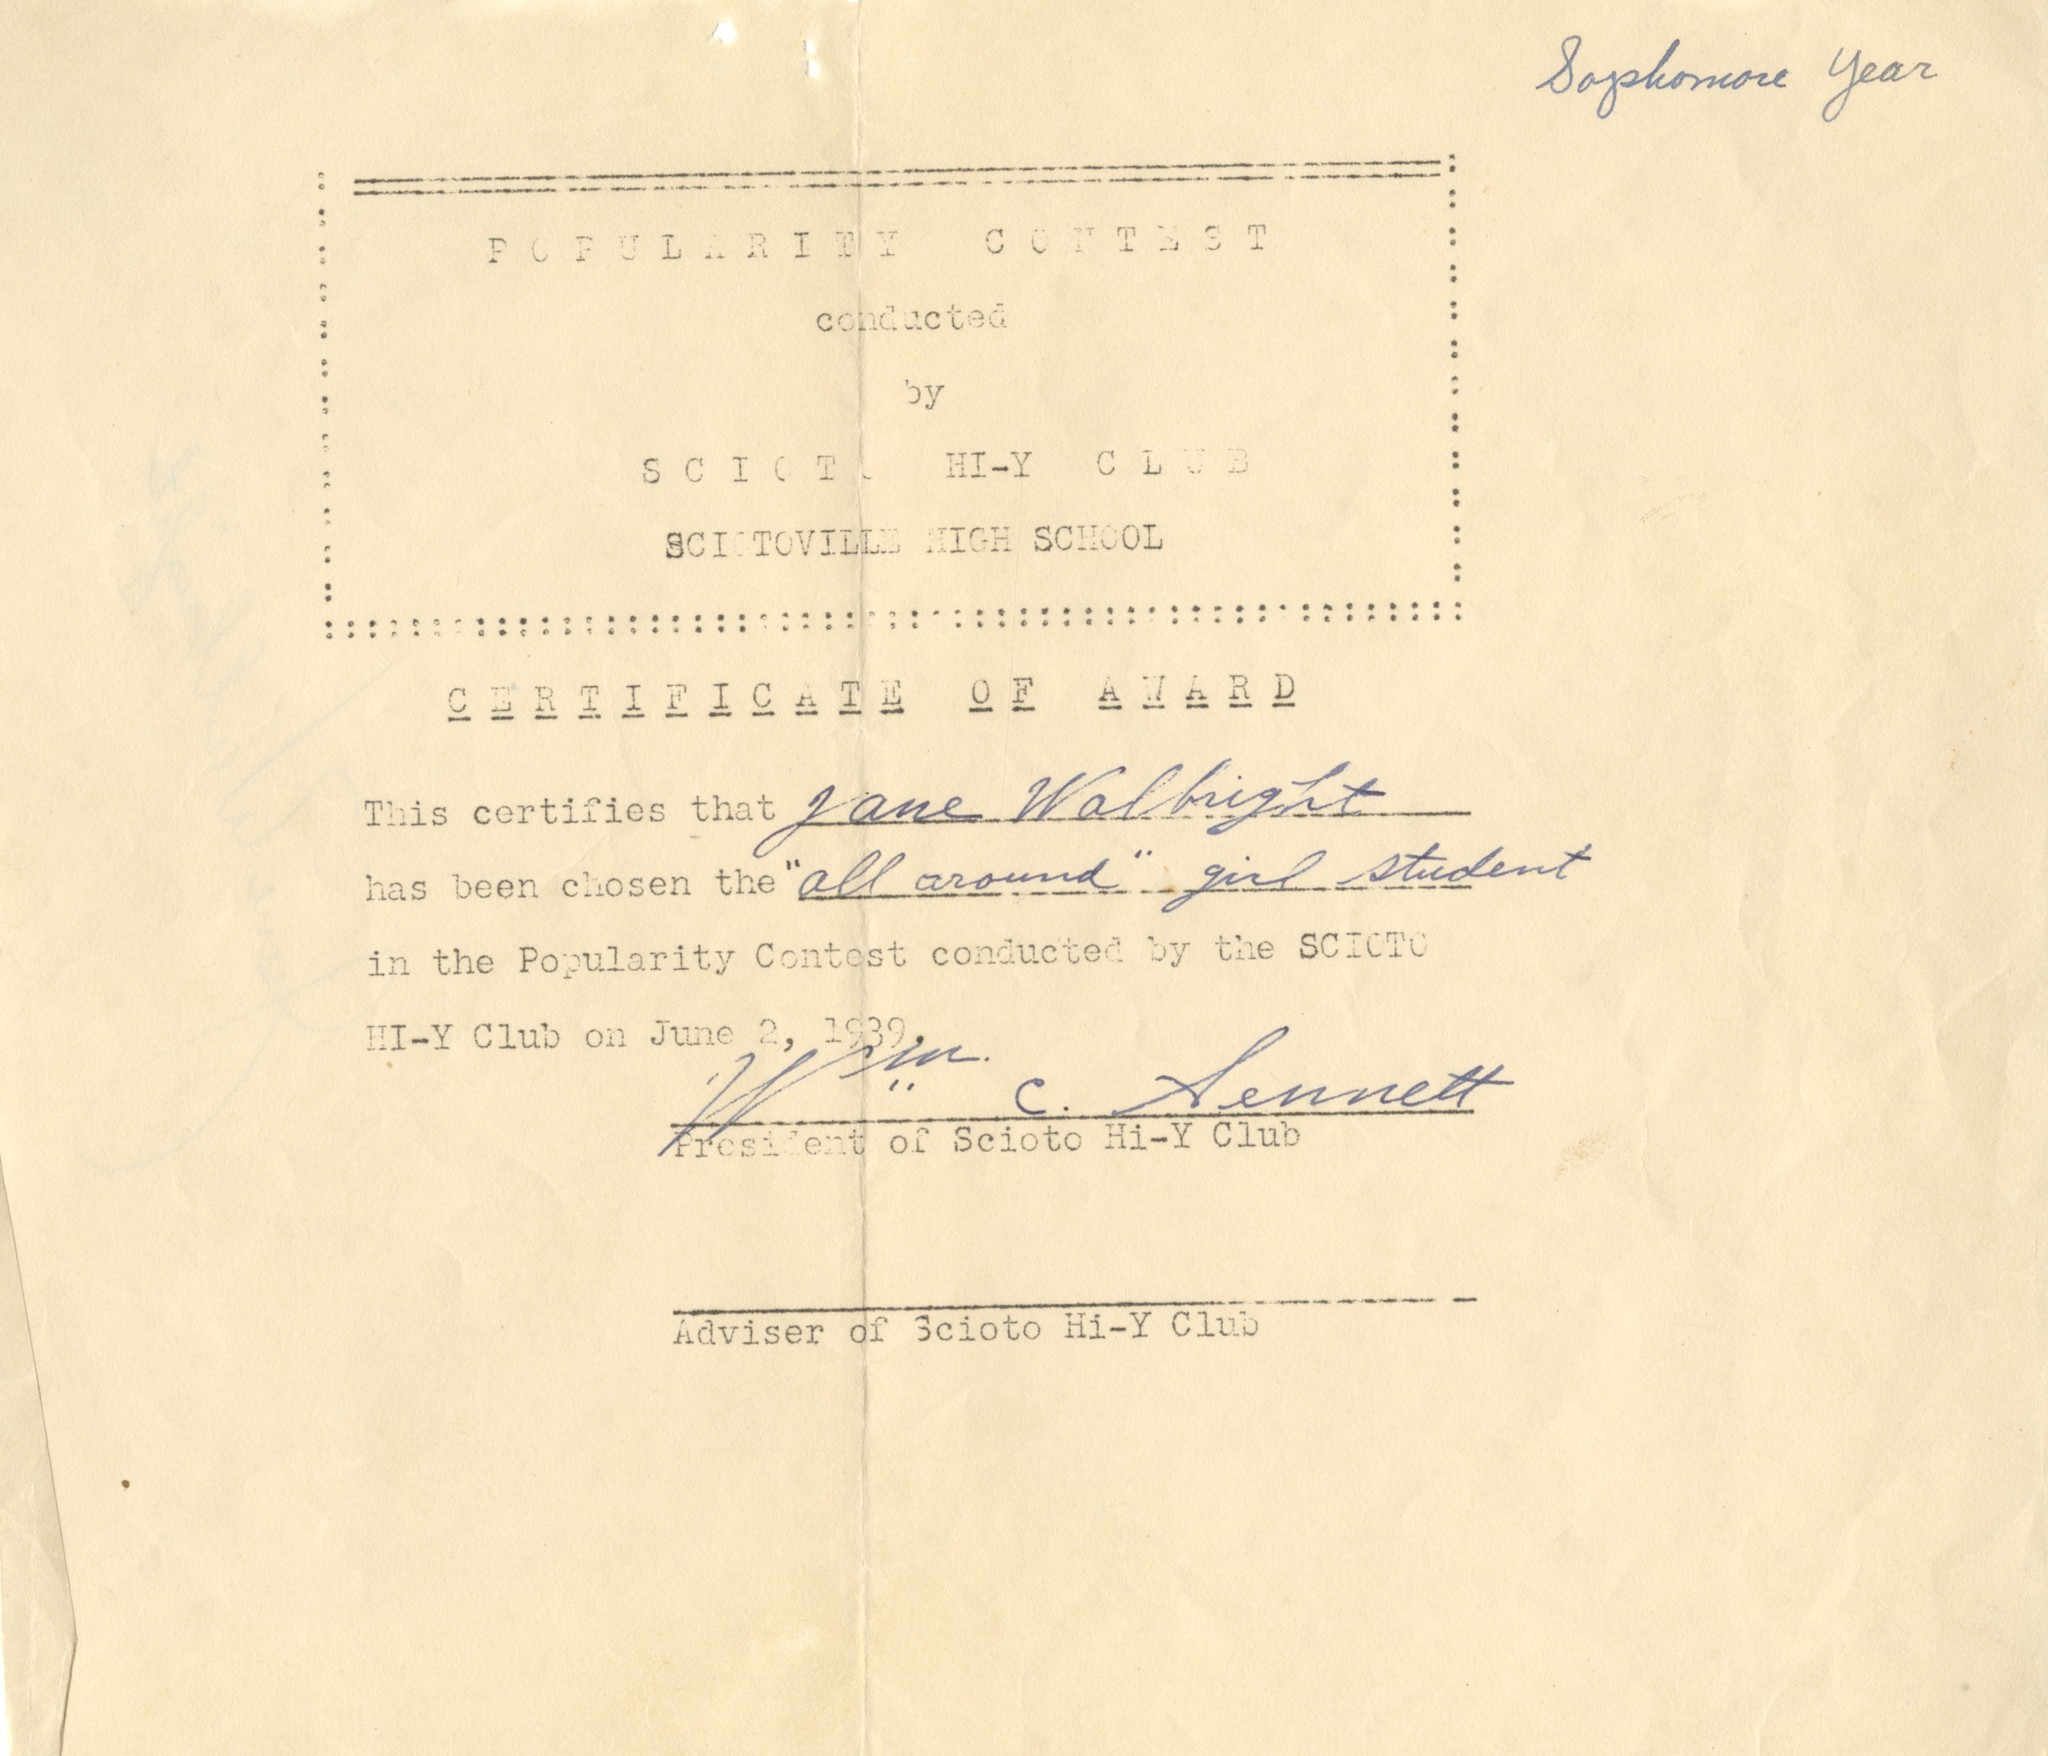 Sophomore Year
POPULARITY CONTEST
conducted
by
SCIOTO HI-Y CLUB
SCIOTOVILLE HIGH SCHOOL
CERTIFICATE OF AWARD
This certifies that Jane Walbright
has been chosen the "all around" girl student
in the Popularity Contest conducted by the SCIOTO
HI-Y Club on June 2, 1939.
Wm. C. Sennett
President of Scioto Hi-Y Club
Adviser of Scioto Hi-Y Club